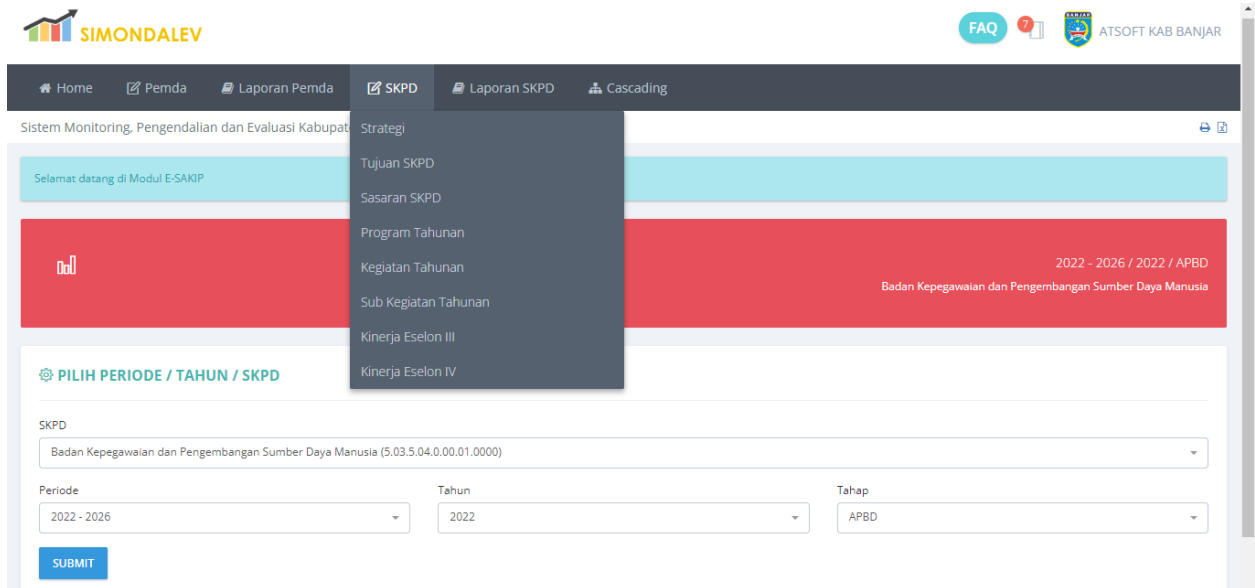 SIMONDALEV
FAQ
7
BANJAR
ATSOFT KAB BANJAR
Home
Pemda
Laporan Pemda
SKPD
Laporan SKPD
Cascading
Sistem Monitoring, Pengendalian dan Evaluasi
Strategi
Tujuan SKPD
Sasaran SKPD
Program Tahunan
Kegiatan Tahunan
Sub Kegiatan Tahunan
Kinerja Eselon III
Kinerja Eselon IV
Selamat datang di Modul E-SAKIP
2022 - 2026 / 2022 / APBD
Badan Kepegawaian dan Pengembangan Sumber Daya Manusia
PILIH PERIODE / TAHUN / SKPD
SKPD
Badan Kepegawaian dan Pengembangan Sumber Daya Manusia (5.03.5.04.0.00.01.0000)
Periode
Tahun
Tahap
2022 - 2026
2022
APBD
SUBMIT